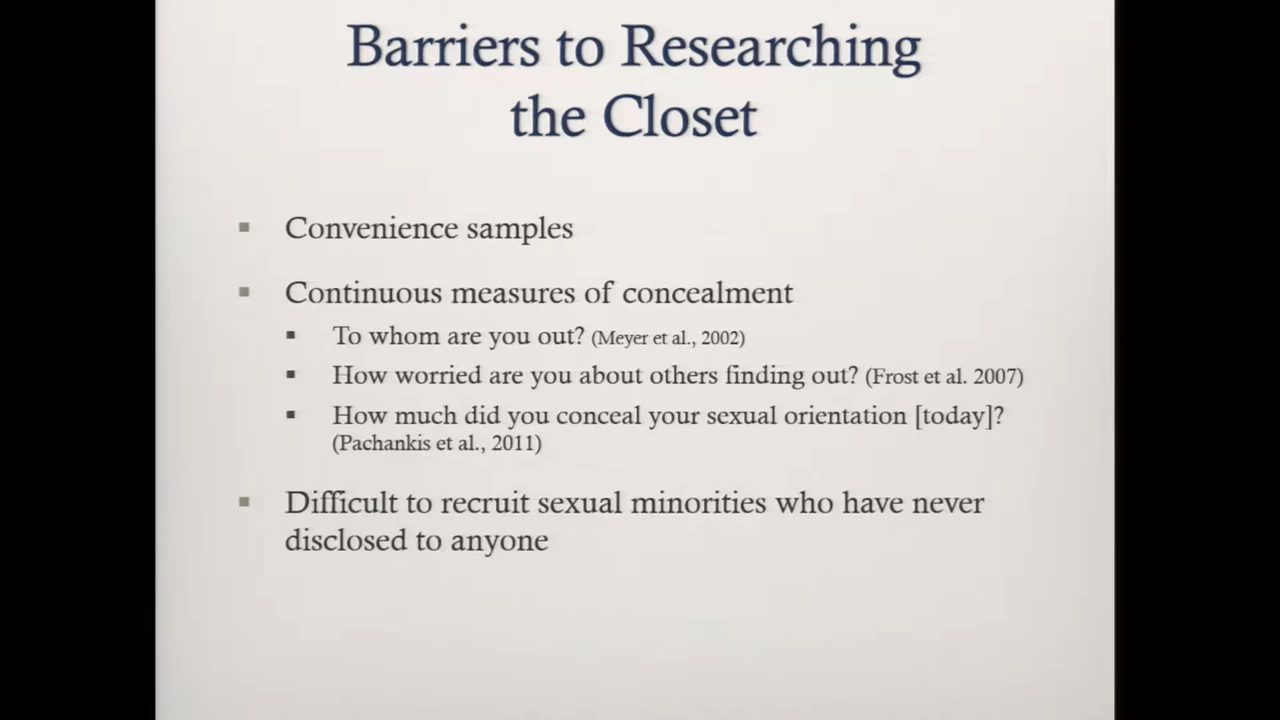 Barriers to Researching
the Closet
Convenience samples
Continuous measures of concealment
To whom are you out? (Meyer et al., 2002)
How worried are you about others finding out? (Frost et al. 2007)
How much did you conceal your sexual orientation [today]?
(Pachankis et al., 2011)
Difficult to recruit sexual minorities who have never
disclosed to anyone